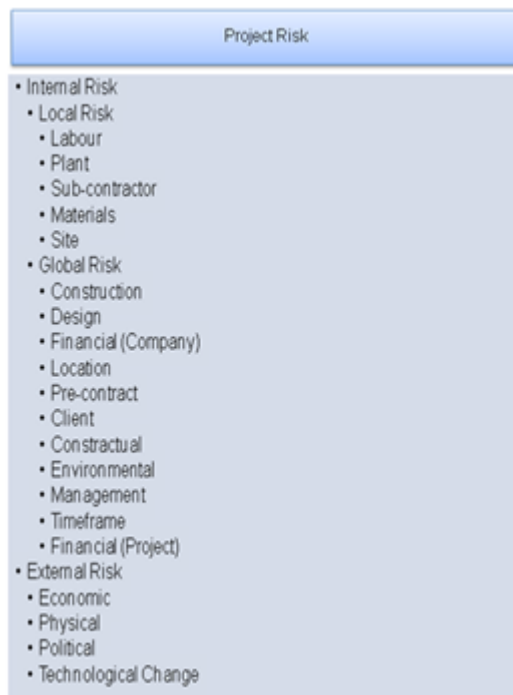 Project Risk
• Internal Risk
• Local Risk
• Labour
• Plant
• Sub-contractor
• Materials
• Site
• Global Risk
• Construction
• Design
• Financial (Company)
• Location
• Pre-contract
• Client
• Constractual
• Environmental
• Management
• Timeframe
• Financial (Project)
• External Risk
• Economic
• Physical
• Political
• Technological Change